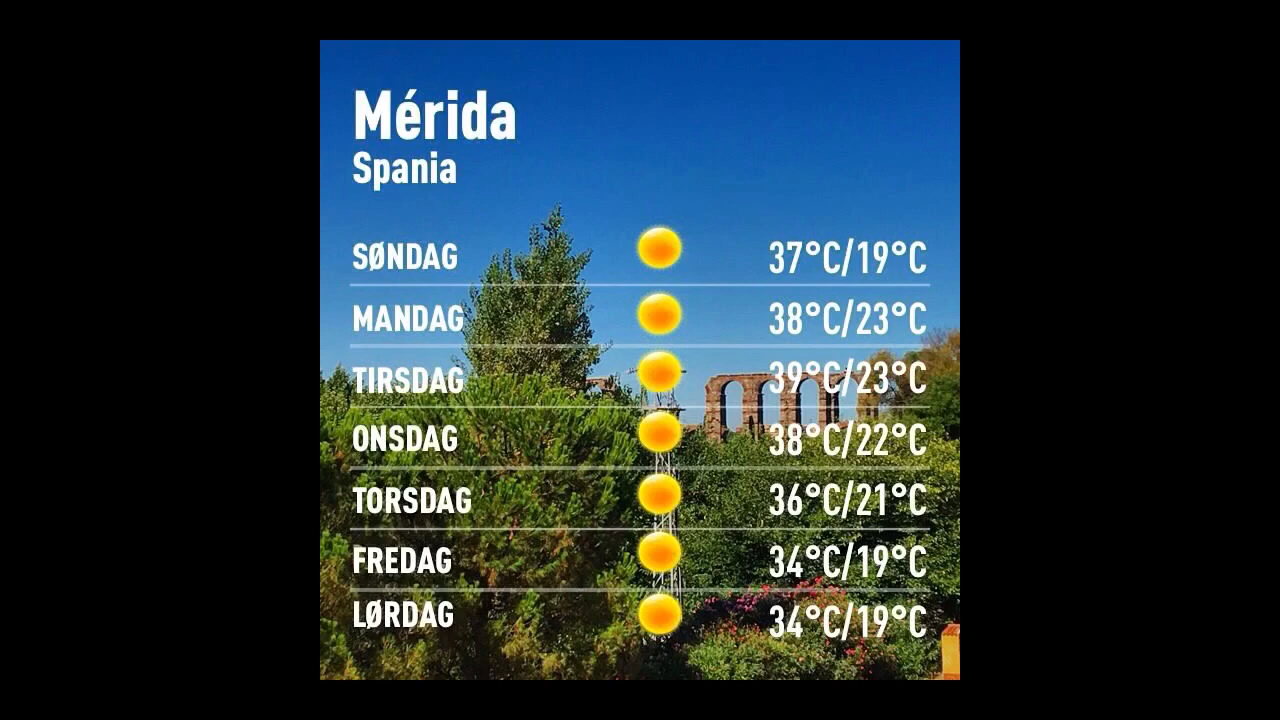 Mérida
Spania
SØNDAG 37°C/19°C
MANDAG 38°C/23°C
TIRSDAG 39°C/23°C
ONSDAG 38°C/22°C
TORSDAG 36°C/21°C
FREDAG 34°C/19°C
LØRDAG 34°C/19°C